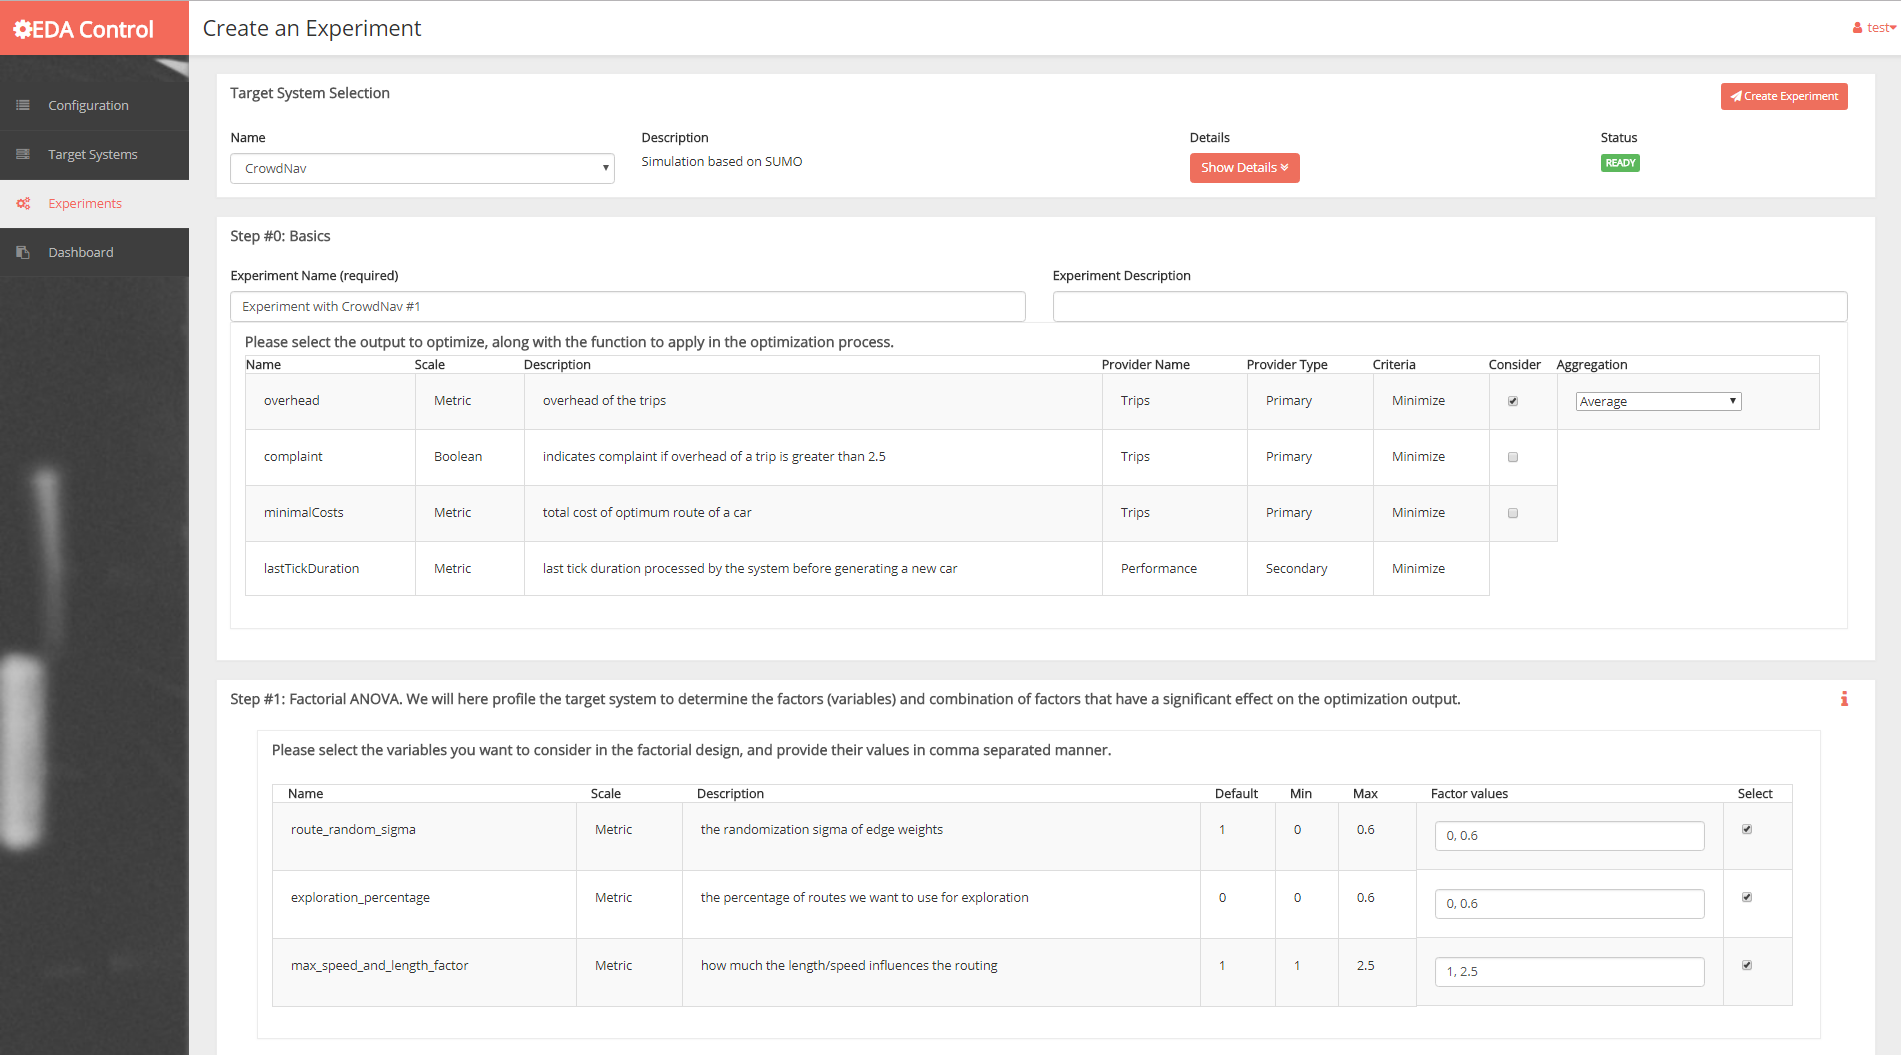 EDA Control
Create an Experiment
test
Configuration
Target Systems
Experiments
Dashboard
Target System Selection
Create Experiment
Name Description Details Status
CrowdNav Simulation based on SUMO Show Details READY
Step #0: Basics
Experiment Name (required) Experiment Description
Experiment with CrowdNav #1
Please select the output to optimize, along with the function to apply in the optimization process.
Name Scale Description Provider Name Provider Type Criteria Consider Aggregation
overhead Metric overhead of the trips Trips Primary Minimize Average
complaint Boolean indicates complaint if overhead of a trip is greater than 2.5 Trips Primary Minimize
minimalCosts Metric total cost of optimum route of a car Trips Primary Minimize
lastTickDuration Metric last tick duration processed by the system before generating a new car Performance Secondary Minimize
Step #1: Factorial ANOVA. We will here profile the target system to determine the factors (variables) and combination of factors that have a significant effect on the optimization output.
Please select the variables you want to consider in the factorial design, and provide their values in comma separated manner.
Name Scale Description Default Min Max Factor values Select
route_random_sigma Metric the randomization sigma of edge weights 1 0 0.6 0, 0.6
exploration_percentage Metric the percentage of routes we want to use for exploration 0 0 0.6 0, 0.6
max_speed_and_length_factor Metric how much the length/speed influences the routing 1 1 2.5 1, 2.5